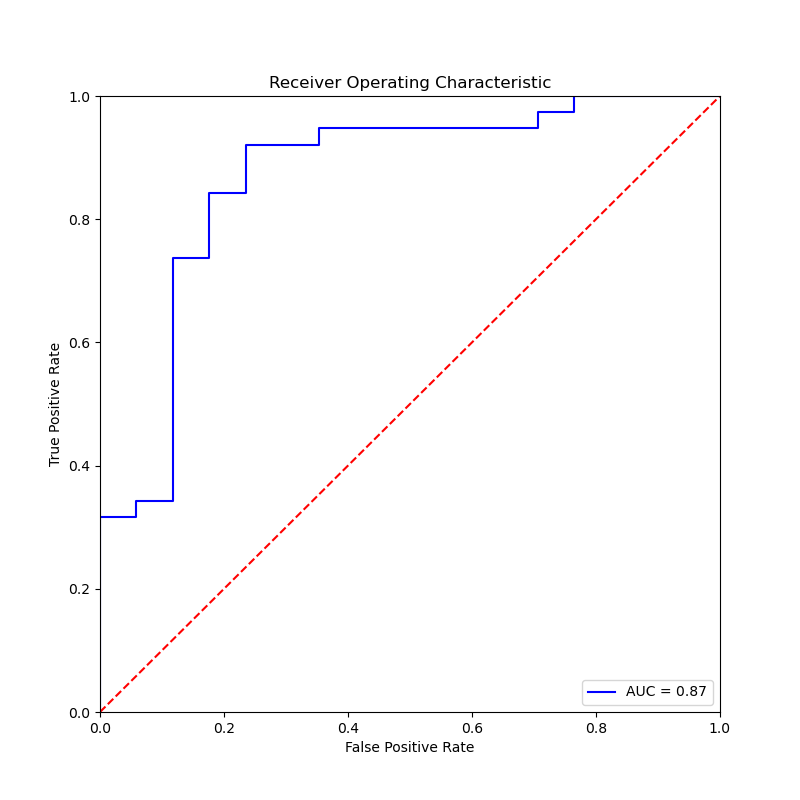 Receiver Operating Characteristic
1.0
0.8
0.6
0.4
0.2
0.0
True Positive Rate
AUC = 0.87
0.0 0.2 0.4 0.6 0.8 1.0
False Positive Rate